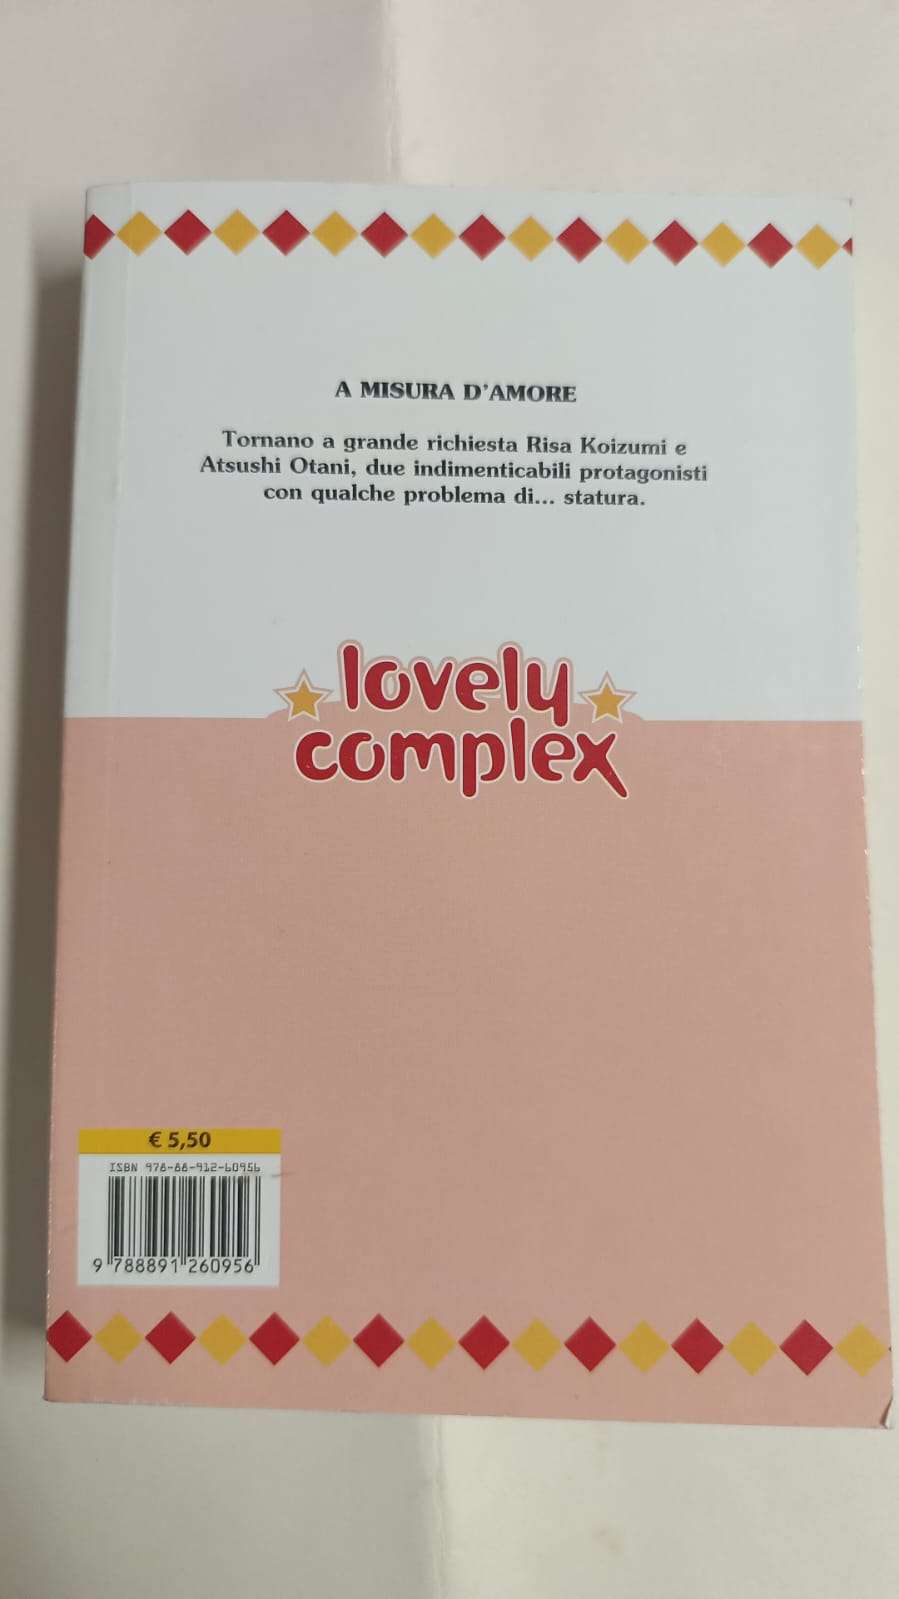 A MISURA D'AMORE
Tornano a grande richiesta Risa Koizumi e
Atsushi Otani, due indimenticabili protagonisti
con qualche problema di... statura.
lovely
complex
€ 5,50
ISBN 978-88-912-60956
9 788891 260956